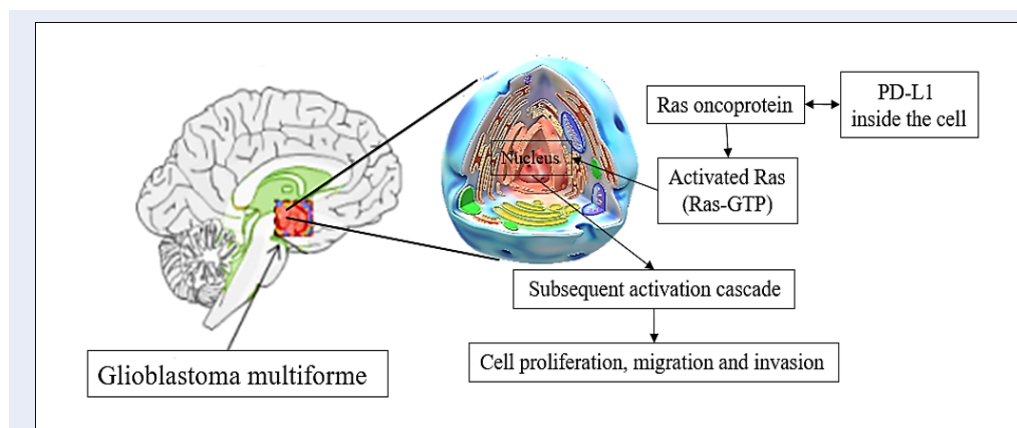 Ras oncoprotein
PD-L1
inside the cell
Nucleus
Activated Ras
(Ras-GTP)
Subsequent activation cascade
Cell proliferation, migration and invasion
Glioblastoma multiforme